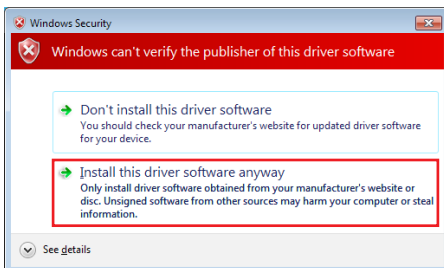 Windows Security
Windows can't verify the publisher of this driver software
Don't install this driver software
You should check your manufacturer's website for updated driver software
for your device.
Install this driver software anyway
Only install driver software obtained from your manufacturer's website or
disc. Unsigned software from other sources may harm your computer or steal
information.
See details